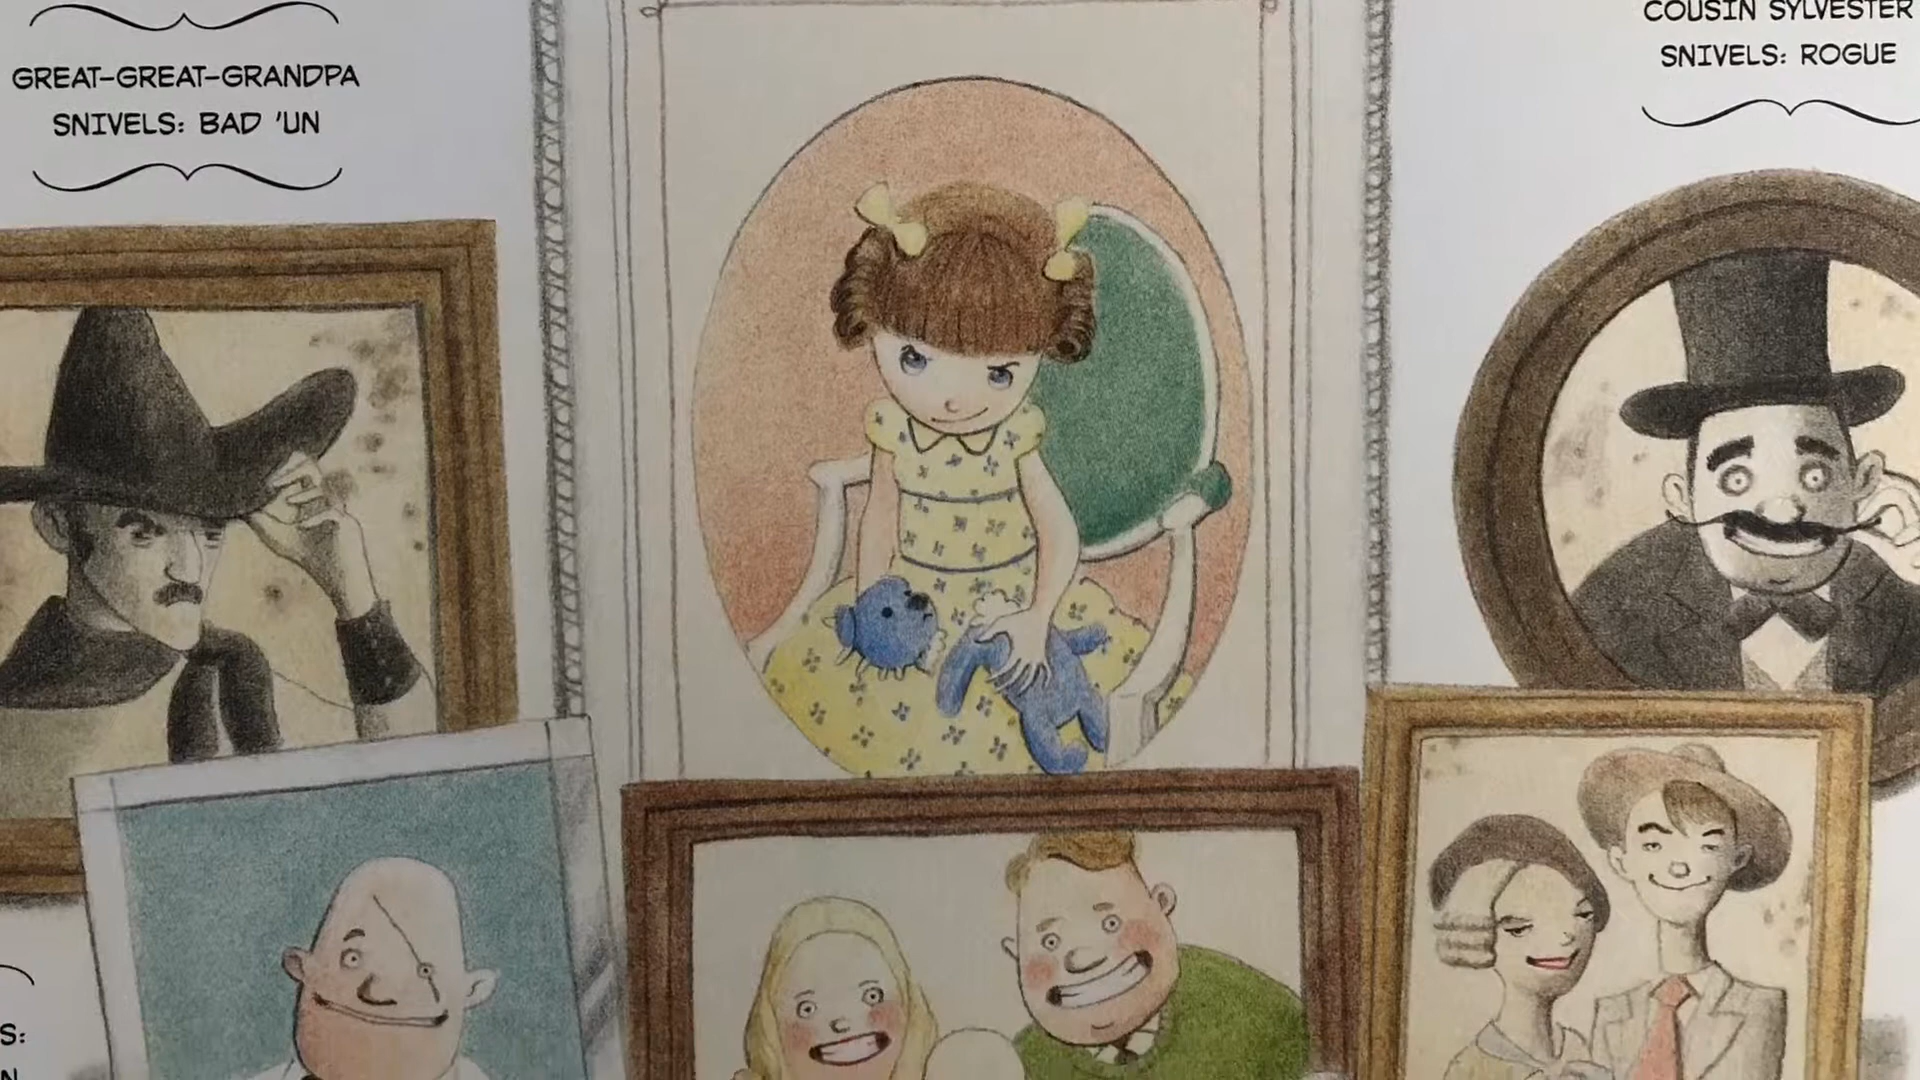 GREAT-GREAT-GRANDPA
SNIVELS: BAD 'UN
COUSIN SYLVESTER
SNIVELS: ROGUE
S:
N